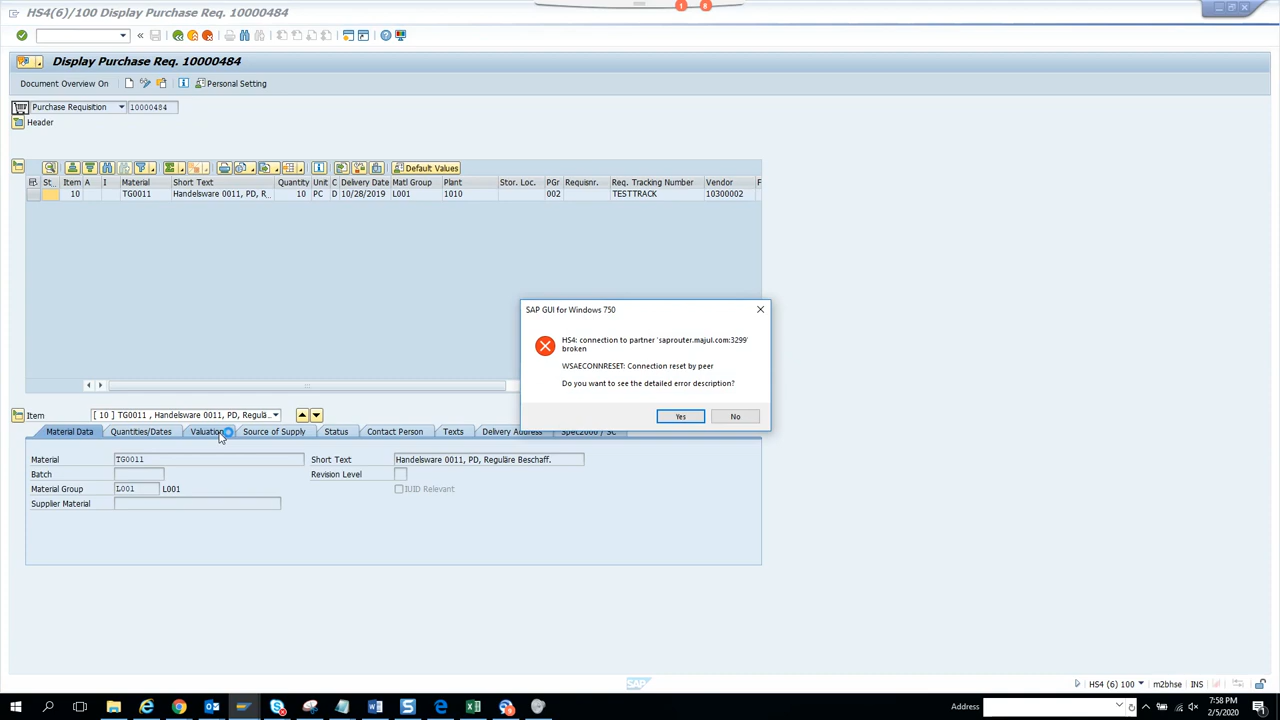 HS4(6)/100 Display Purchase Req. 10000484
1
8
Display Purchase Req. 10000484
Document Overview On
Personal Setting
Purchase Requisition
10000484
Header
Default Values
St... Item A I Material Short Text Quantity Unit C Delivery Date Matl Group Plant Stor. Loc. PGr Requisnr. Req. Tracking Number Vendor F
10 TG0011 Handelsware 0011, PD, R... 10 PC D 10/28/2019 L001 1010 002 TESTTRACK 10300002
SAP GUI for Windows 750
HS4: connection to partner 'saprouter.majul.com:3299'
broken
WSAECONNRESET: Connection reset by peer
Do you want to see the detailed error description?
Yes No
Item [ 10 ] TG0011 , Handelsware 0011, PD, Regulä...
Material Data Quantities/Dates Valuation Source of Supply Status Contact Person Texts Delivery Address Spec2000 / SC
Material TG0011 Short Text Handelsware 0011, PD, Reguläre Beschaff.
Batch Revision Level
Material Group L001 L001 IUID Relevant
Supplier Material
SAP
HS4 (6) 100 m2bhse INS
Address
7:58 PM
2/5/2020